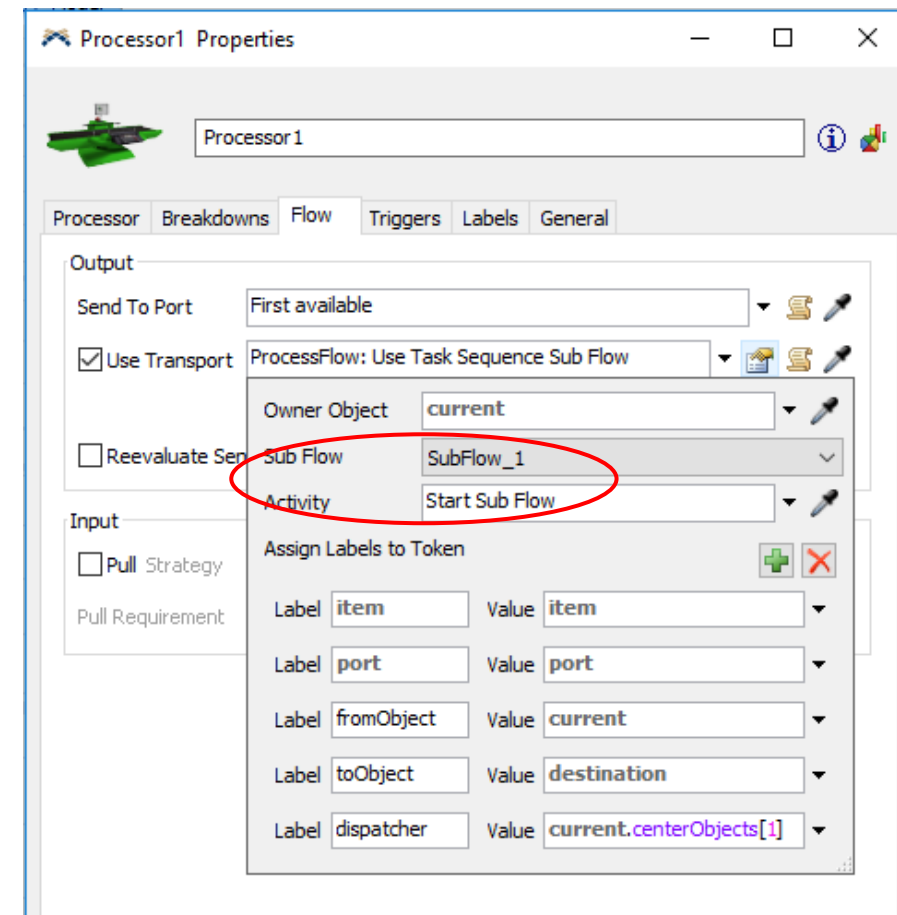 Processor1 Properties
Processor1
Processor Breakdowns Flow Triggers Labels General
Output
Send To Port First available
Use Transport ProcessFlow: Use Task Sequence Sub Flow
Owner Object current
Reevaluate Sen Sub Flow SubFlow_1
Activity Start Sub Flow
Input
Assign Labels to Token
Pull Strategy
Label item Value item
Pull Requirement
Label port Value port
Label fromObject Value current
Label toObject Value destination
Label dispatcher Value current.centerObjects[1]